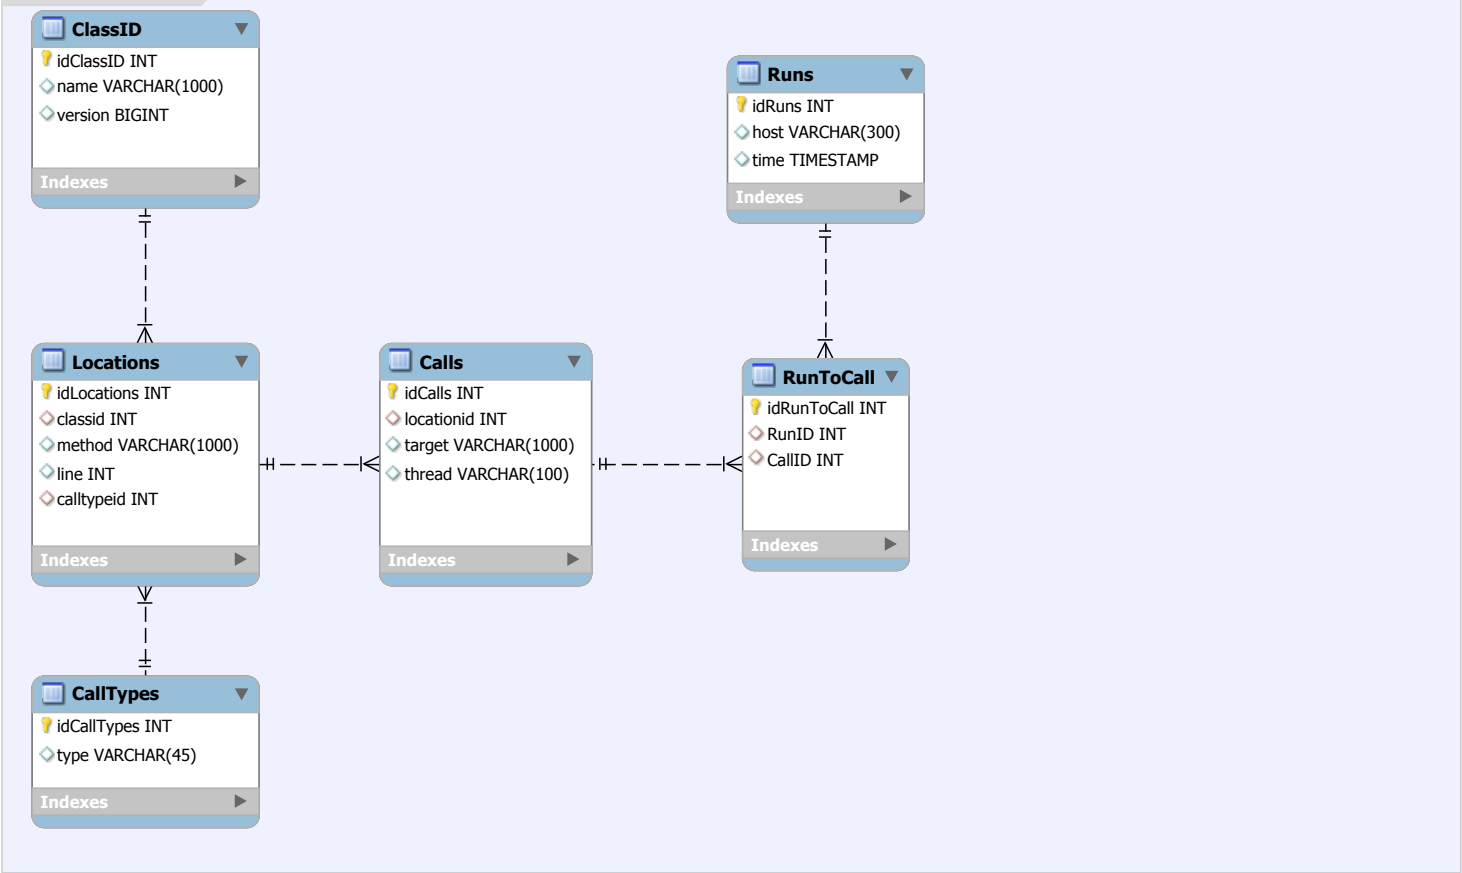 ClassID
idClassID INT
name VARCHAR(1000)
version BIGINT
Indexes
Runs
idRuns INT
host VARCHAR(300)
time TIMESTAMP
Indexes
Locations
idLocations INT
classid INT
method VARCHAR(1000)
line INT
calltypeid INT
Indexes
Calls
idCalls INT
locationid INT
target VARCHAR(1000)
thread VARCHAR(100)
Indexes
RunToCall
idRunToCall INT
RunID INT
CallID INT
Indexes
CallTypes
idCallTypes INT
type VARCHAR(45)
Indexes